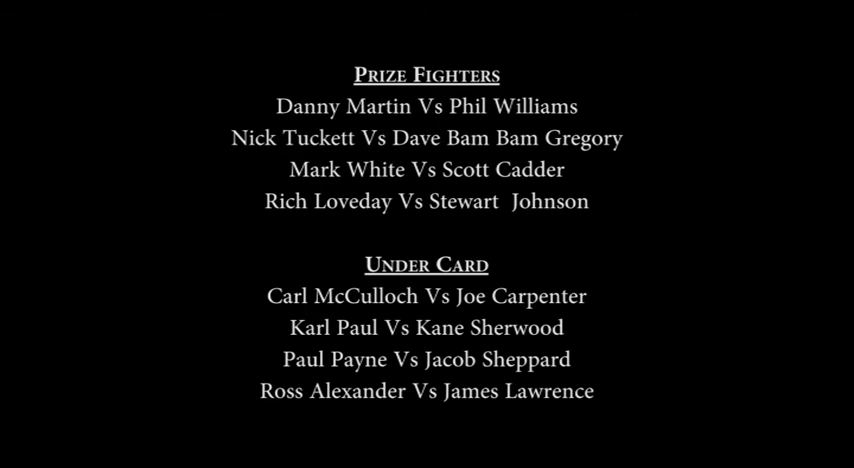 PRIZE FIGHTERS
Danny Martin Vs Phil Williams
Nick Tuckett Vs Dave Bam Bam Gregory
Mark White Vs Scott Cadder
Rich Loveday Vs Stewart  Johnson
UNDER CARD
Carl McCulloch Vs Joe Carpenter
Karl Paul Vs Kane Sherwood
Paul Payne Vs Jacob Sheppard
Ross Alexander Vs James Lawrence